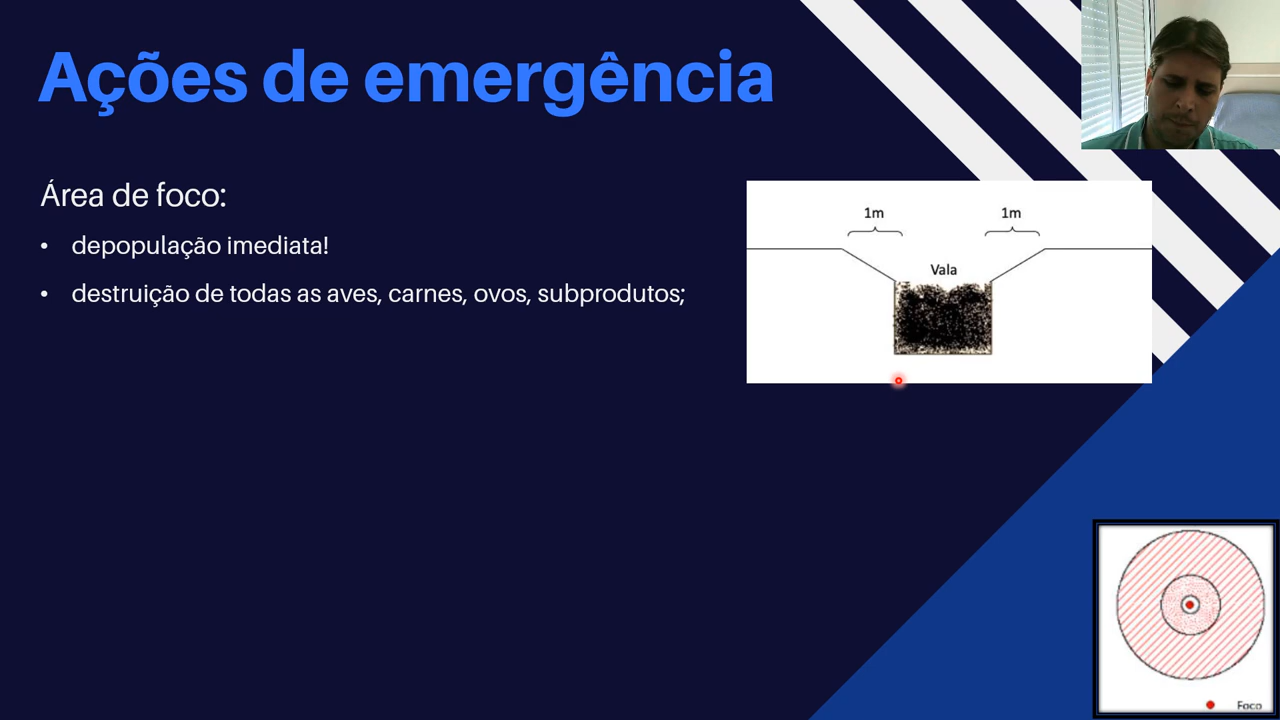 Ações de emergência
Área de foco:
• depopulação imediata!
• destruição de todas as aves, carnes, ovos, subprodutos;
1m
1m
Vala
Foco